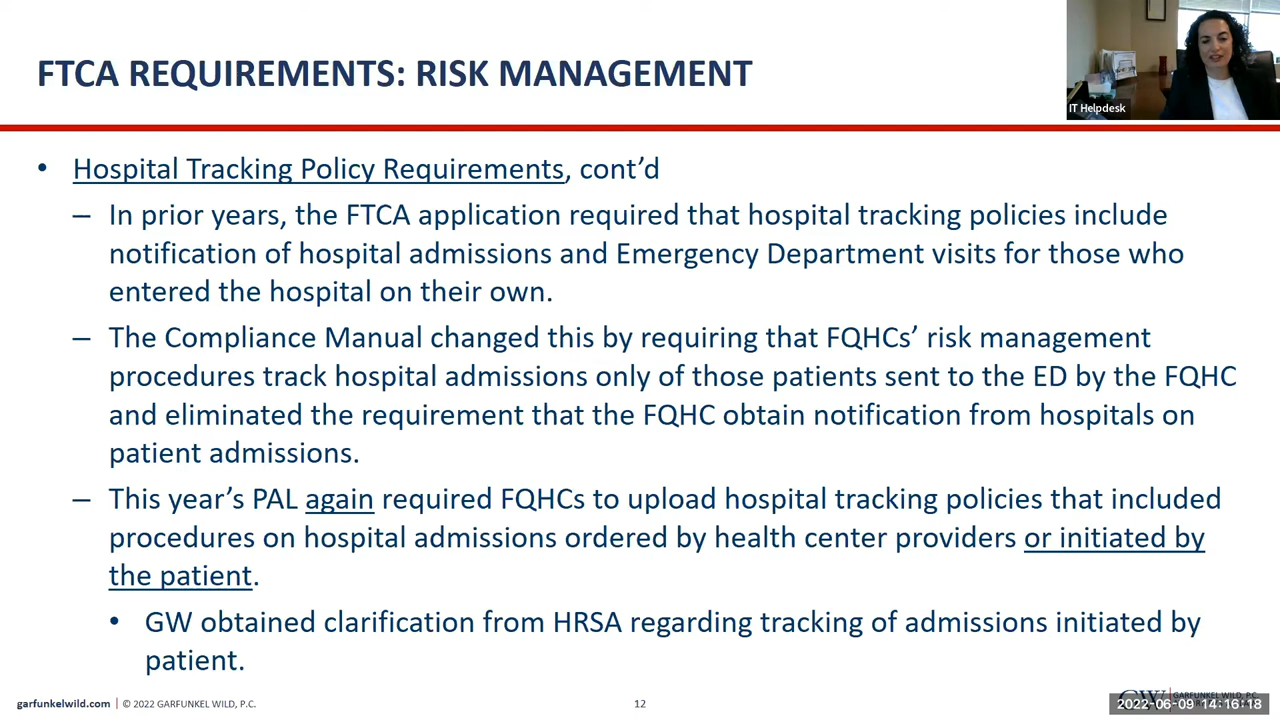 FTCA REQUIREMENTS: RISK MANAGEMENT
IT Helpdesk
• Hospital Tracking Policy Requirements, cont’d
– In prior years, the FTCA application required that hospital tracking policies include
notification of hospital admissions and Emergency Department visits for those who
entered the hospital on their own.
– The Compliance Manual changed this by requiring that FQHCs’ risk management
procedures track hospital admissions only of those patients sent to the ED by the FQHC
and eliminated the requirement that the FQHC obtain notification from hospitals on
patient admissions.
– This year’s PAL again required FQHCs to upload hospital tracking policies that included
procedures on hospital admissions ordered by health center providers or initiated by
the patient.
• GW obtained clarification from HRSA regarding tracking of admissions initiated by
patient.
garfunkelwild.com | © 2022 GARFUNKEL WILD, P.C.
12
GW GARFUNKEL WILD, P.C.
2022-06-09 14:16:18